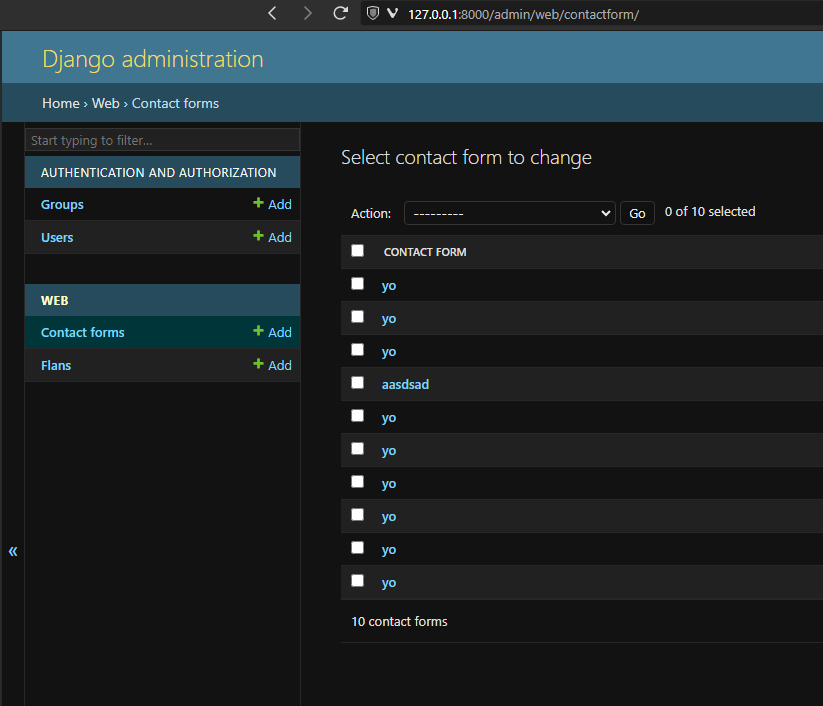 127.0.0.1:8000/admin/web/contactform/
Django administration
Home › Web › Contact forms
Start typing to filter...
AUTHENTICATION AND AUTHORIZATION
Groups + Add
Users + Add
WEB
Contact forms + Add
Flans + Add
«
Select contact form to change
Action: --------- Go 0 of 10 selected
CONTACT FORM
yo
yo
yo
aasdsad
yo
yo
yo
yo
yo
yo
10 contact forms